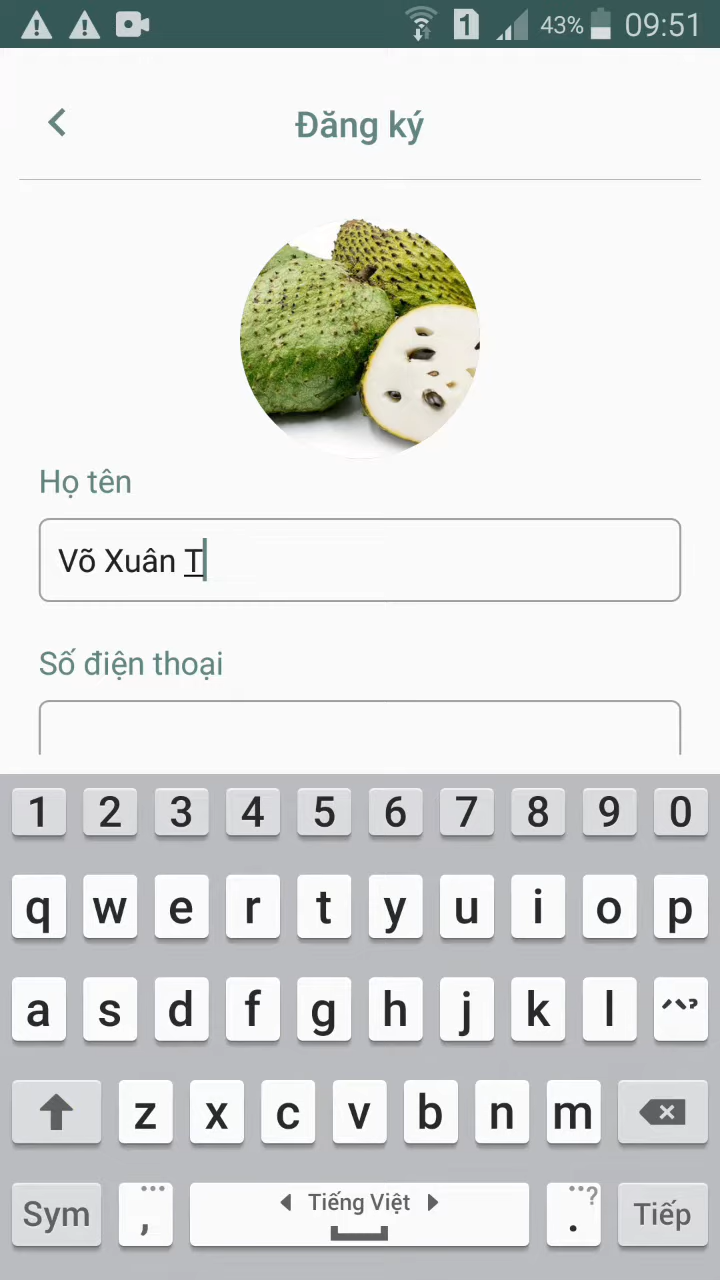 1 43% 09:51
Đăng ký
Họ tên
Võ Xuân T
Số điện thoại
1 2 3 4 5 6 7 8 9 0
q w e r t y u i o p
a s d f g h j k l
z x c v b n m
Sym , Tiếng Việt . ? Tiếp